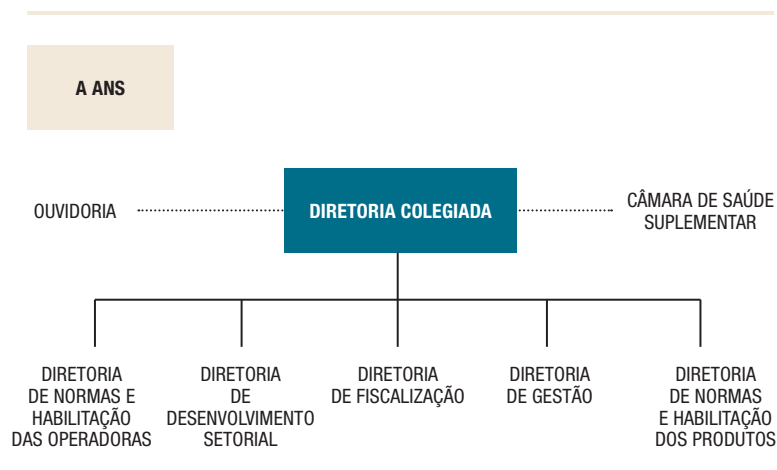 A ANS
OUVIDORIA
DIRETORIA COLEGIADA
CÂMARA DE SAÚDE
SUPLEMENTAR
DIRETORIA
DE NORMAS E
HABILITAÇÃO
DAS OPERADORAS
DIRETORIA
DE
DESENVOLVIMENTO
SETORIAL
DIRETORIA
DE FISCALIZAÇÃO
DIRETORIA
DE GESTÃO
DIRETORIA
DE NORMAS
E HABILITAÇÃO
DOS PRODUTOS